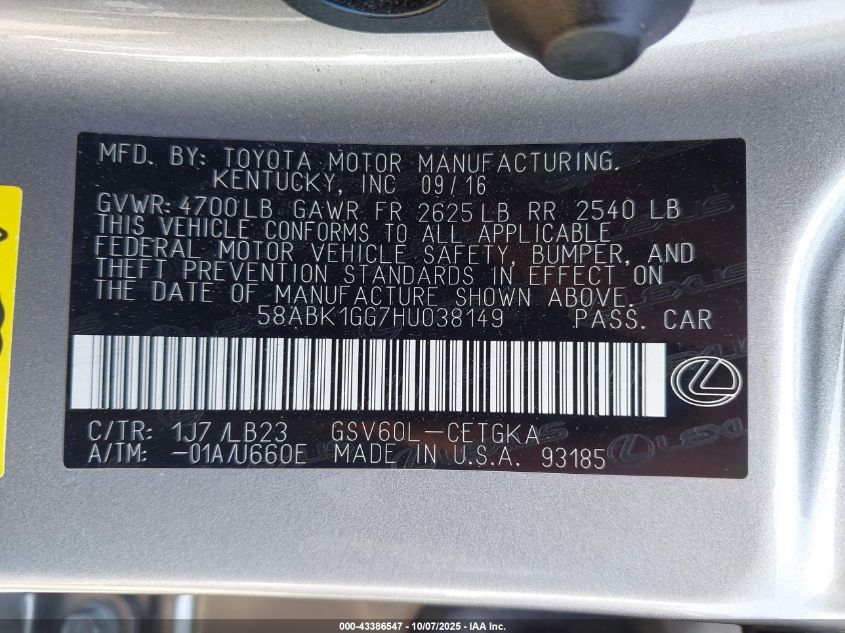 MFD. BY: TOYOTA MOTOR MANUFACTURING.
KENTUCKY, INC 09/16
GVWR: 4700LB GAWR FR 2625LB RR 2540 LB
THIS VEHICLE CONFORMS TO ALL APPLICABLE
FEDERAL MOTOR VEHICLE SAFETY, BUMPER, AND
THEFT PREVENTION STANDARDS IN EFFECT ON
THE DATE OF MANUFACTURE SHOWN ABOVE.
58ABK1GG7HU038149 PASS. CAR
C/TR: 1J7/LB23 GSV60L-CETGKA
A/TM: -01A/U660E MADE IN U.S.A. 93185
LEXUS
000-43386547 - 10/07/2025 - IAA Inc.